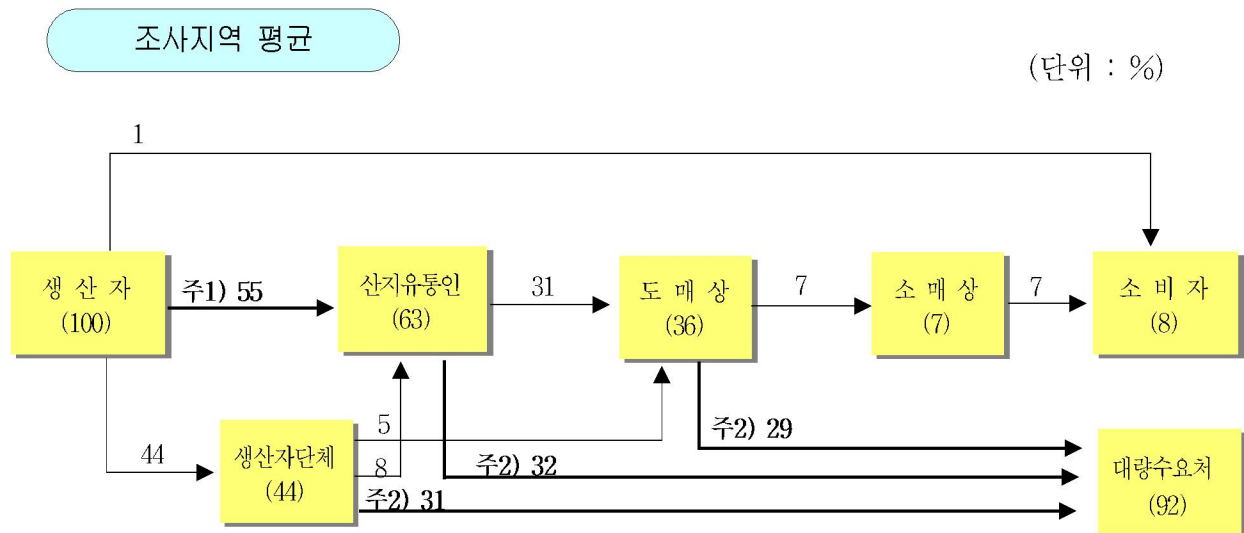 조사지역 평균
(단위 : %)
1
생 산 자
(100)
주1) 55
산지유통인
(63)
31
도 매 상
(36)
7
소 매 상
(7)
7
소 비 자
(8)
44
생산자단체
(44)
5
8
주2) 31
주2) 32
주2) 29
대량수요처
(92)